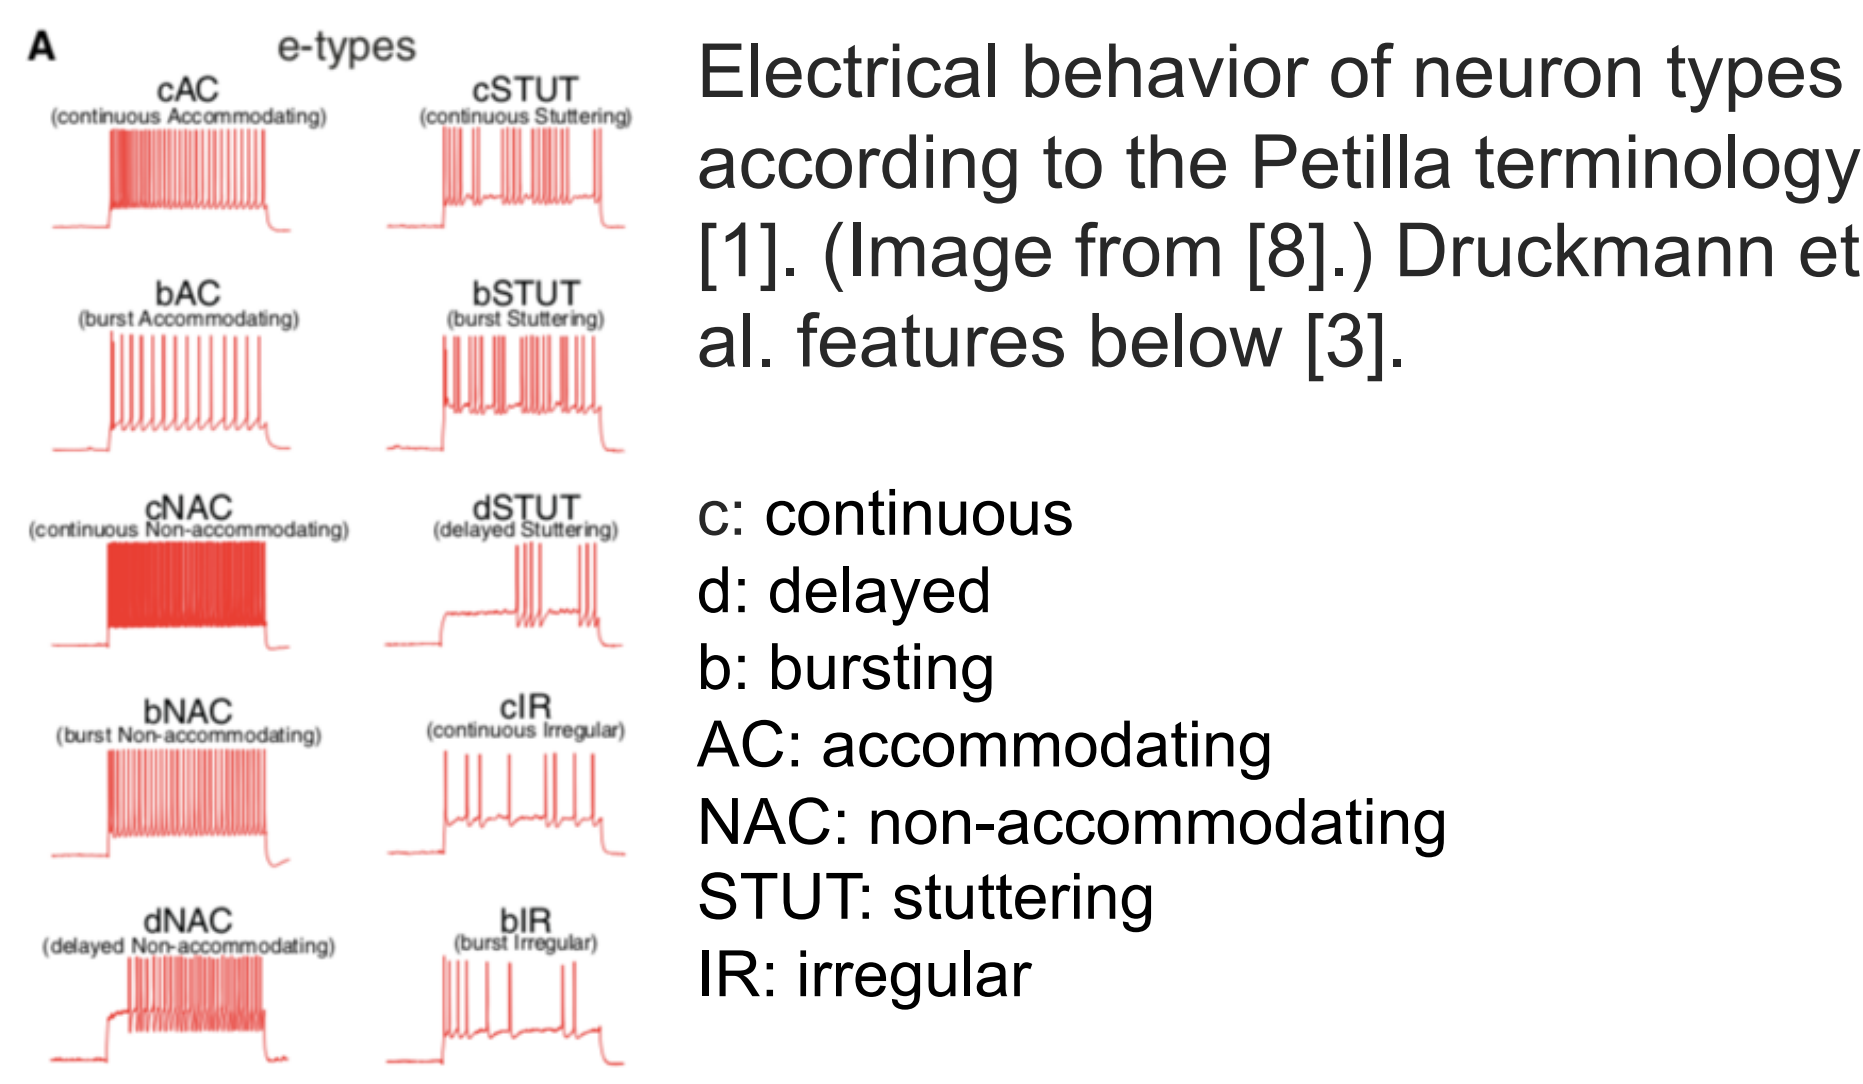 A
e-types
cAC
(continuous Accommodating)
cSTUT
(continuous Stuttering)
bAC
(burst Accommodating)
bSTUT
(burst Stuttering)
cNAC
(continuous Non-accommodating)
dSTUT
(delayed Stuttering)
bNAC
(burst Non-accommodating)
cIR
(continuous Irregular)
dNAC
(delayed Non-accommodating)
bIR
(burst Irregular)
Electrical behavior of neuron types
according to the Petilla terminology
[1]. (Image from [8].) Druckmann et
al. features below [3].
c: continuous
d: delayed
b: bursting
AC: accommodating
NAC: non-accommodating
STUT: stuttering
IR: irregular